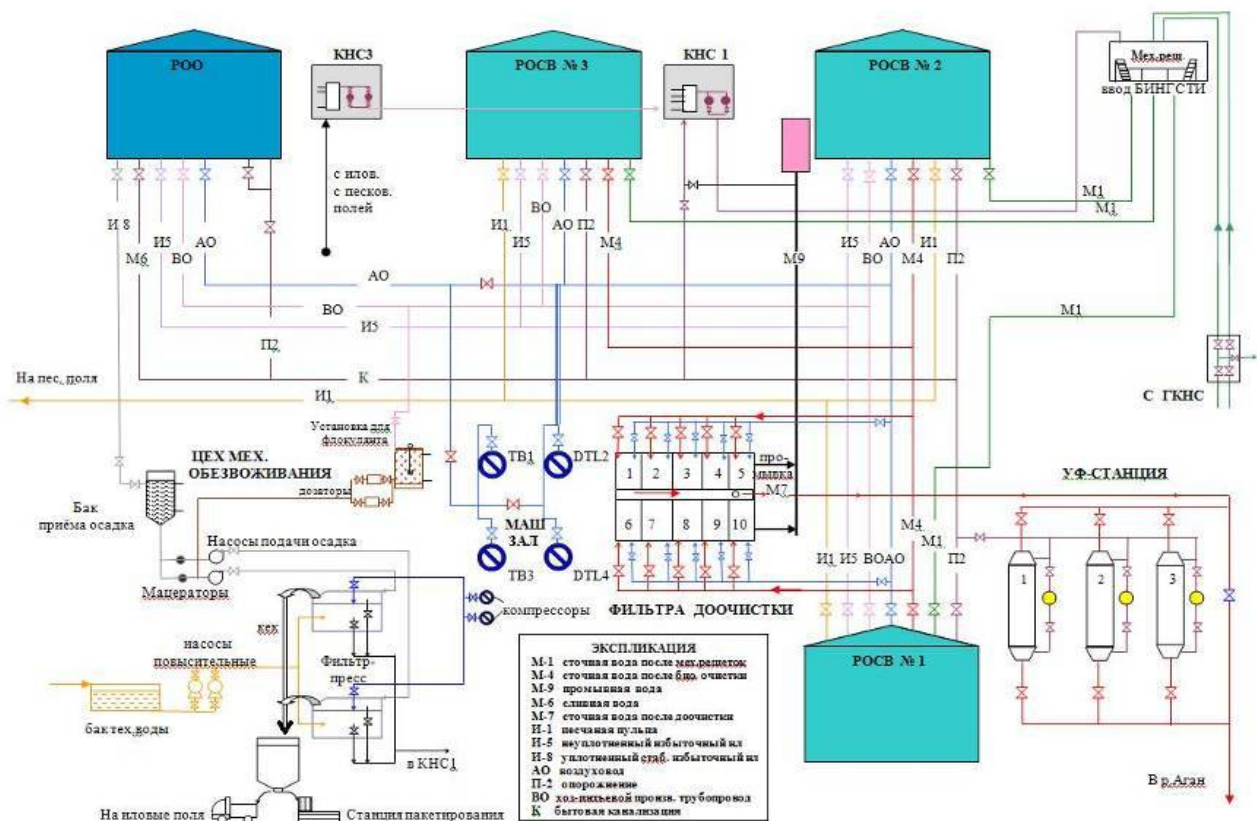 РОО
КНС3
РОСВ № 3
КНС 1
РОСВ № 2
Мех.реш.
ввод БИНГСТИ
с илов.
с песков.
полей
И 8
М6
И5
ВО
АО
И1
И5
ВО
АО
П2
М4
М9
И5
ВО
АО
М4
И1
П2
М1
М1
АО
ВО
И5
М1
П2
К
И1
На пес. поля
С ГКНС
Установка для
флокулянта
ЦЕХ МЕХ.
ОБЕЗВОЖИВАНИЯ
дозаторы
Бак
приёма осадка
Насосы подачи осадка
Мацераторы
ТВ1
DTL2
МАШ
ЗАЛ
ТВ3
DTL4
1 2 3 4 5
6 7 8 9 10
про-
мывка
М7
ФИЛЬТРА ДООЧИСТКИ
И1
И5
ВО
АО
М4
М1
П2
УФ-СТАНЦИЯ
1
2
3
компрессоры
кек
насосы
повысительные
Фильтр-
пресс
бак тех. воды
в КНС1
На иловые поля
Станция пакетирования
РОСВ № 1
В р.Аган
ЭКСПЛИКАЦИЯ
М-1 сточная вода после мех.решеток
М-4 сточная вода после био. очистки
М-9 промывная вода
М-6 сливная вода
М-7 сточная вода после доочистки
И-1 песчаная пульпа
И-5 неуплотненный избыточный ил
И-8 уплотненный стаб. избыточный ил
АО воздуховод
П-2 опорожнение
ВО хоз-питьевой произв. трубопровод
К бытовая канализация